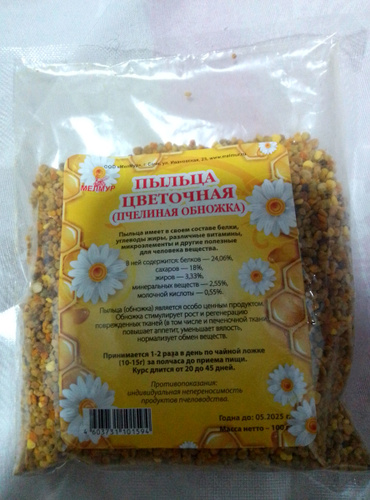 МЕЛМУР
ПЫЛЬЦА
ЦВЕТОЧНАЯ
(ПЧЕЛИНАЯ ОБНОЖКА)
Пыльца имеет в своем составе белки,
углеводы жиры, различные витамины,
микроэлементы и другие полезные
для человека вещества.
В ней содержится: белков — 24,06%,
сахаров — 18%,
жиров — 3,33%,
минеральных веществ — 2,55%,
молочной кислоты — 0,55%.
Пыльца (обножка) является особо ценным продуктом.
Обножка стимулирует рост и регенерацию
поврежденных тканей (в том числе и печеночной ткани
повышает аппетит, уменьшает вялость,
нормализует обмен веществ.
Принимается 1-2 раза в день по чайной ложке
(10-15г) за полчаса до приема пищи.
Курс длится от 20 до 45 дней.
Противопоказания:
индивидуальная непереносимость
продуктов пчеловодства.
Годна до: 05.2025 г.
Масса нетто – 100